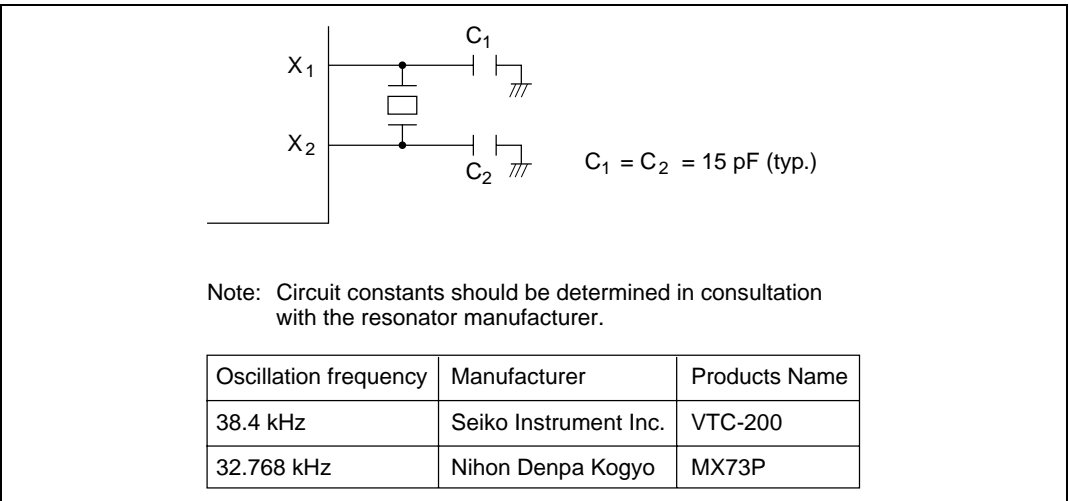 C1
X1
X2
C2
C1 = C2 = 15 pF (typ.)
Note: Circuit constants should be determined in consultation
with the resonator manufacturer.
Oscillation frequency Manufacturer Products Name
38.4 kHz Seiko Instrument Inc. VTC-200
32.768 kHz Nihon Denpa Kogyo MX73P